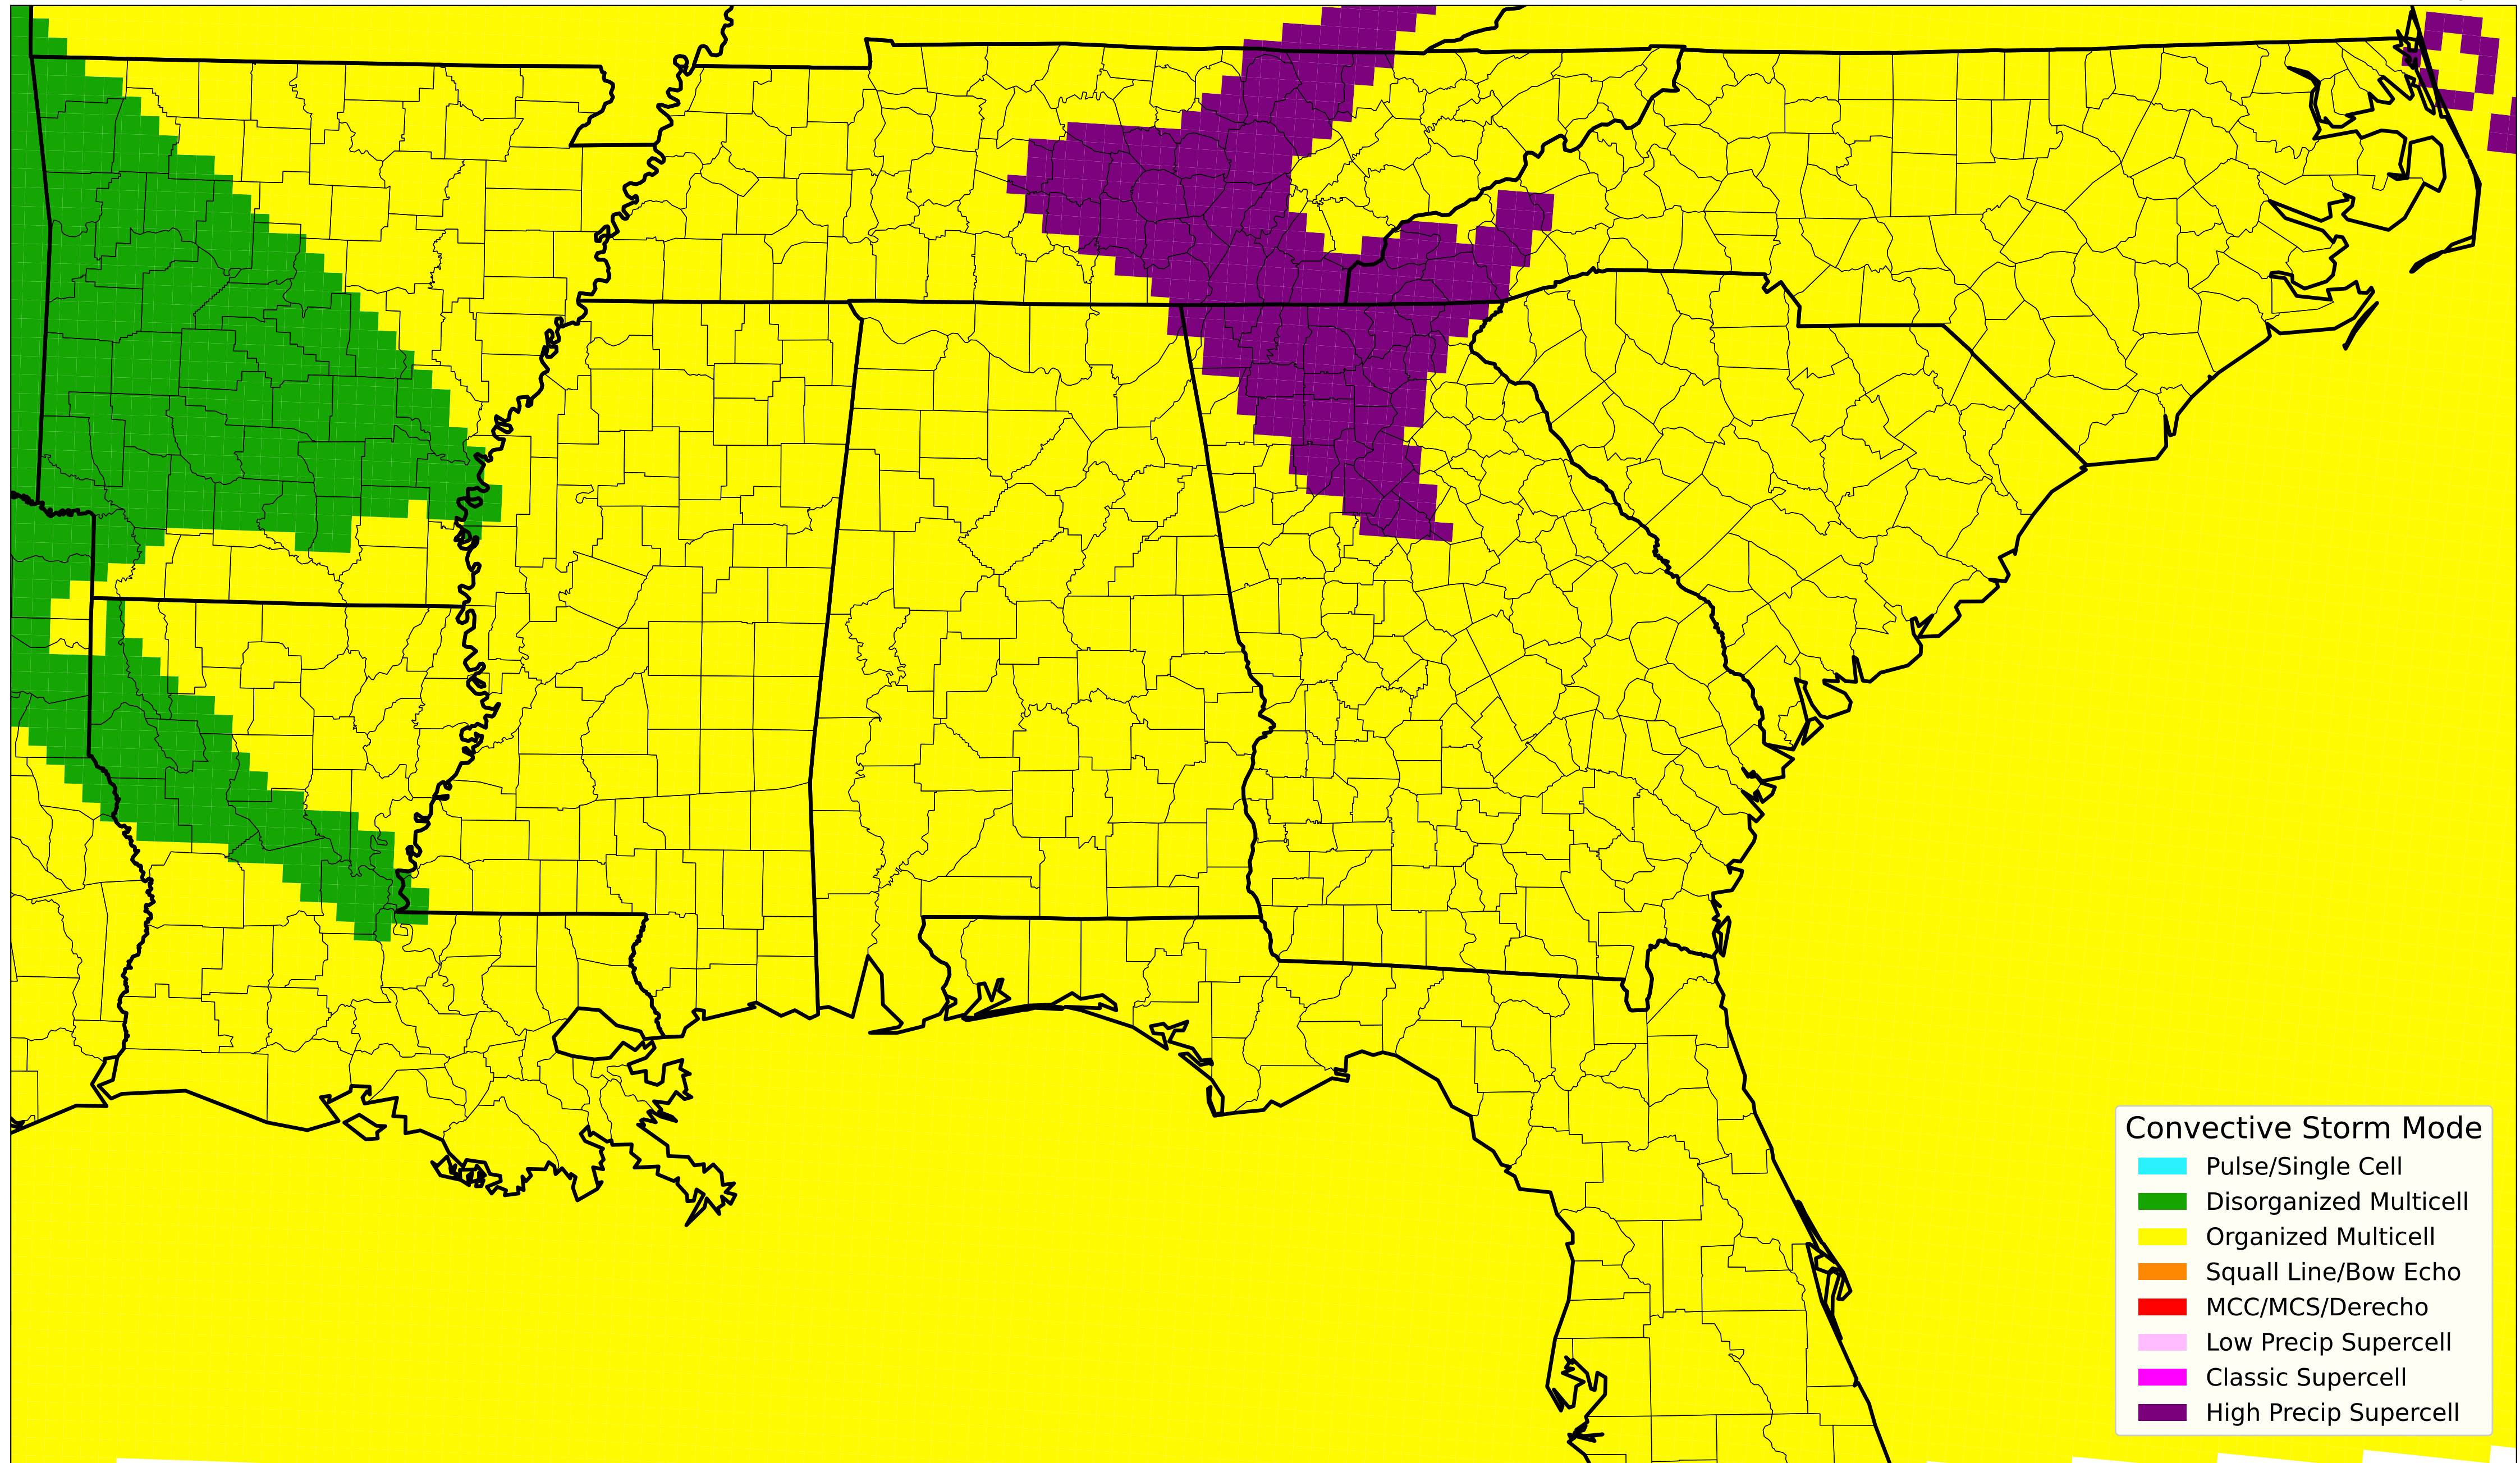 Convective Storm Mode
Pulse/Single Cell
Disorganized Multicell
Organized Multicell
Squall Line/Bow Echo
MCC/MCS/Derecho
Low Precip Supercell
Classic Supercell
High Precip Supercell